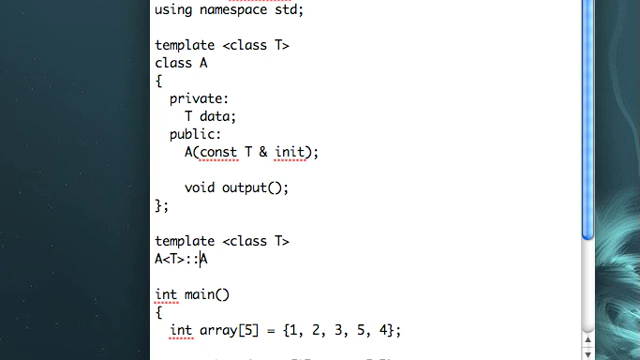 using namespace std;
template <class T>
class A
{
private:
T data;
public:
A(const T & init);
void output();
};
template <class T>
A<T>::A
int main()
{
int array[5] = {1, 2, 3, 5, 4};